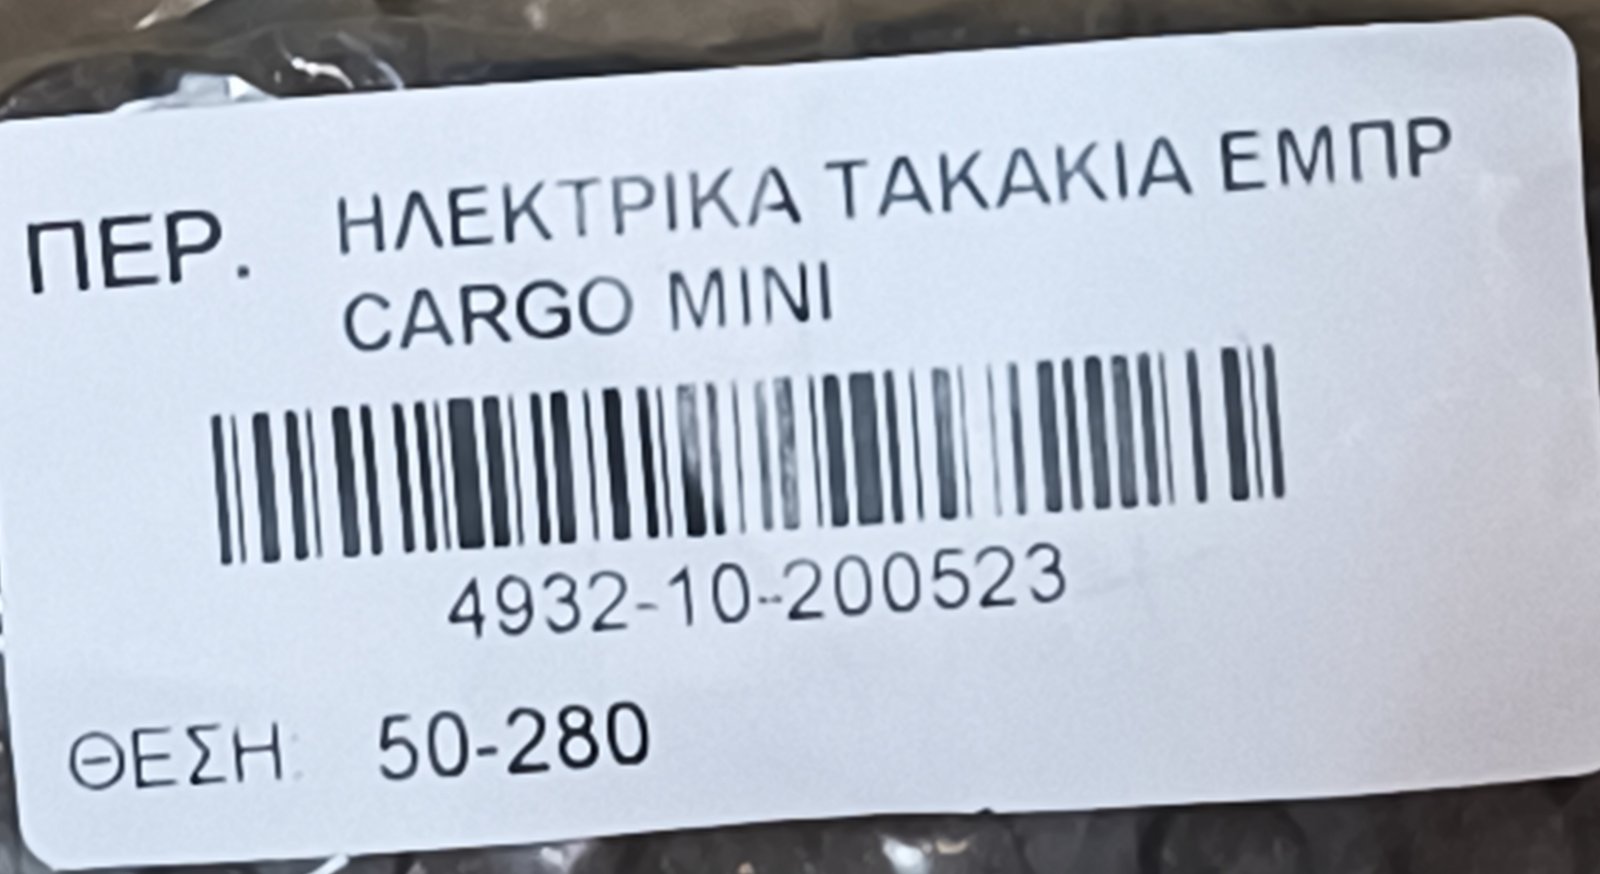 ΠΕΡ. ΗΛΕΚΤΡΙΚΑ ΤΑΚΑΚΙΑ ΕΜΠΡ
CARGO MINI
4932-10-200523
ΘΕΣΗ: 50-280